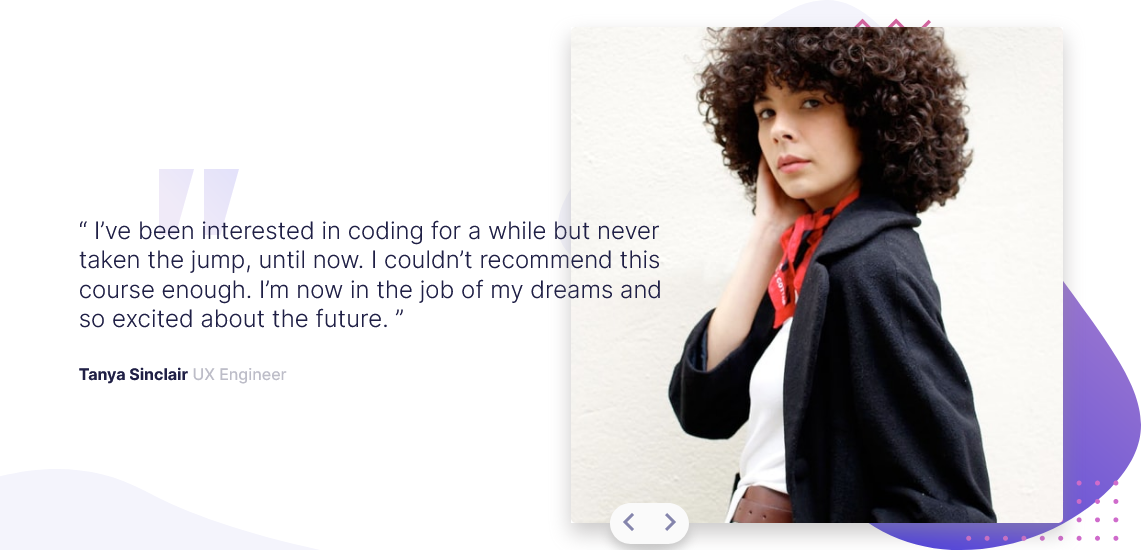 “ I’ve been interested in coding for a while but never
taken the jump, until now. I couldn’t recommend this
course enough. I’m now in the job of my dreams and
so excited about the future. ”
Tanya Sinclair UX Engineer